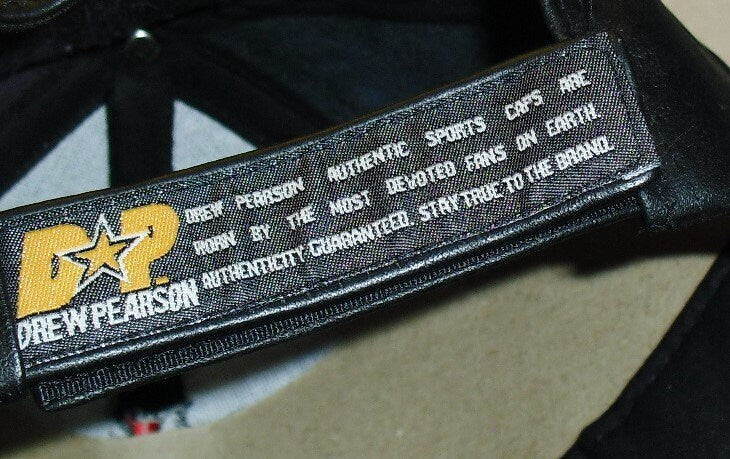 DP
DREW PEARSON
DREW PEARSON AUTHENTIC SPORTS CAPS ARE
WORN BY THE MOST DEVOTED FANS ON EARTH.
AUTHENTICITY GUARANTEED. STAY TRUE TO THE BRAND.